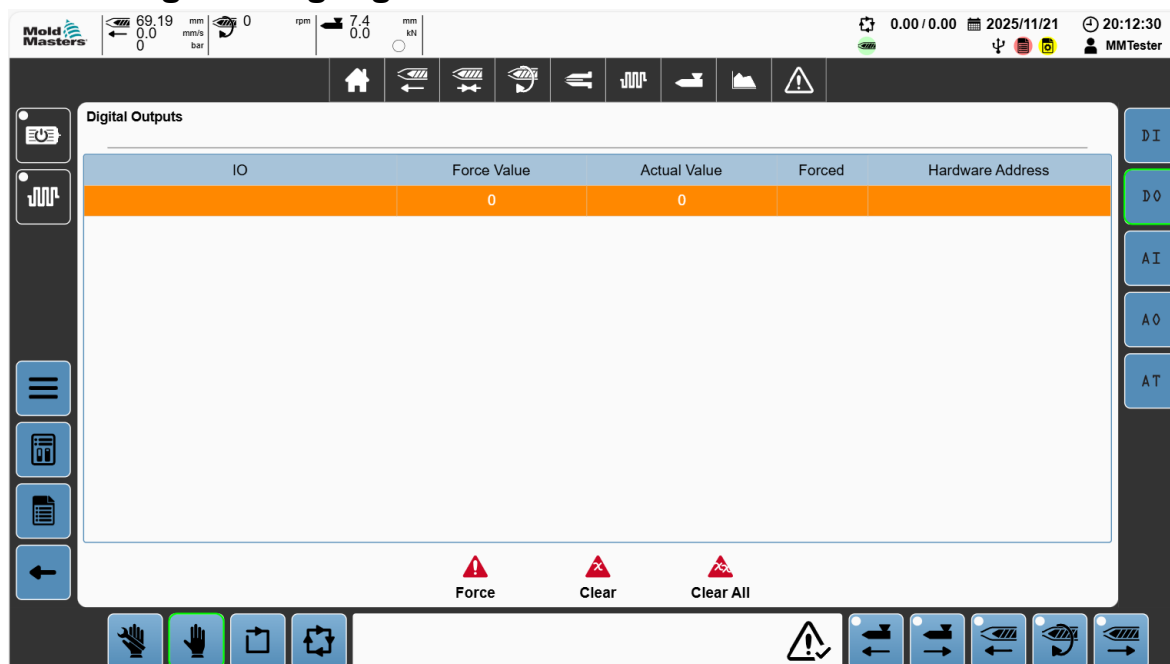 Mold
Masters
69.19 mm
0.0 mm/s
0 bar
0 rpm
7.4 mm
0.0 kN
0.00 / 0.00
2025/11/21
20:12:30
MMTester
Digital Outputs
IO Force Value Actual Value Forced Hardware Address
0 0
Force Clear Clear All
DI
DO
AI
AO
AT